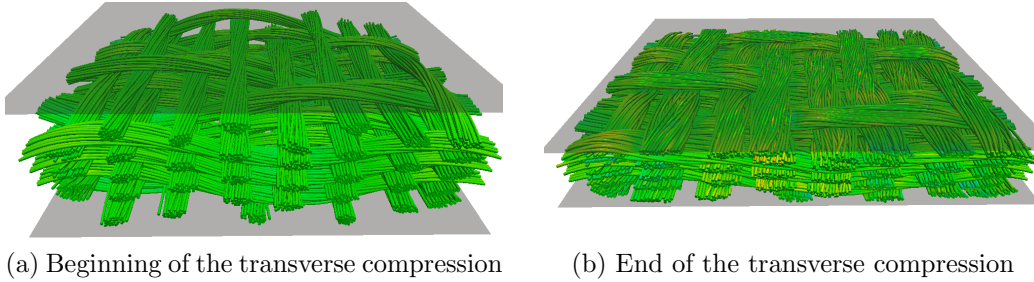 (a) Beginning of the transverse compression
(b) End of the transverse compression